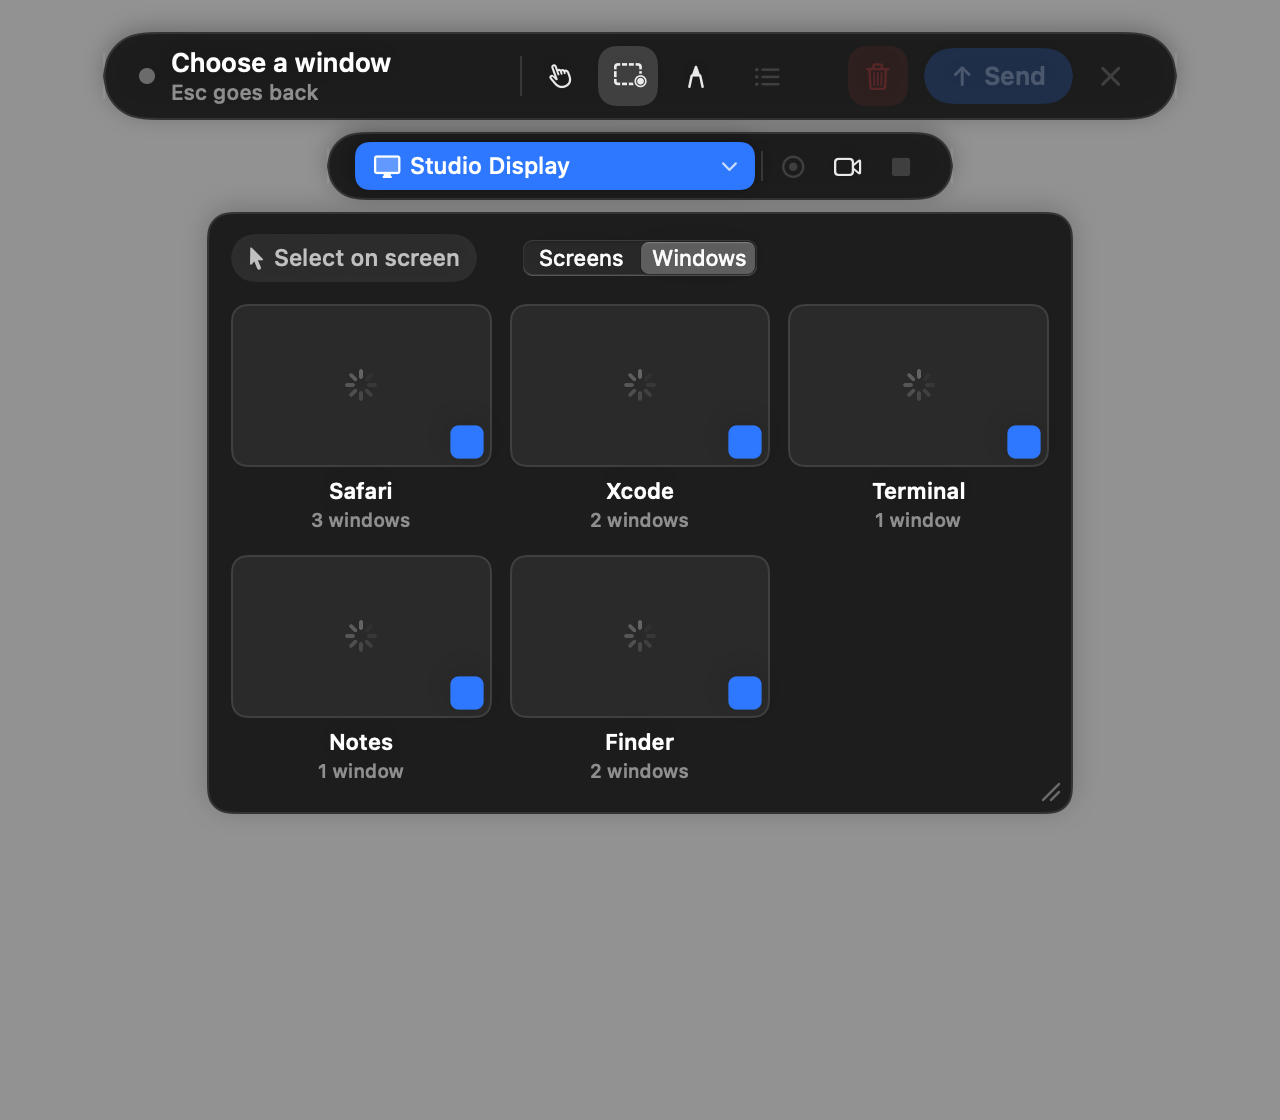 Choose a window
Esc goes back
Send
Studio Display
Select on screen
Screens
Windows
Safari
3 windows
Xcode
2 windows
Terminal
1 window
Notes
1 window
Finder
2 windows